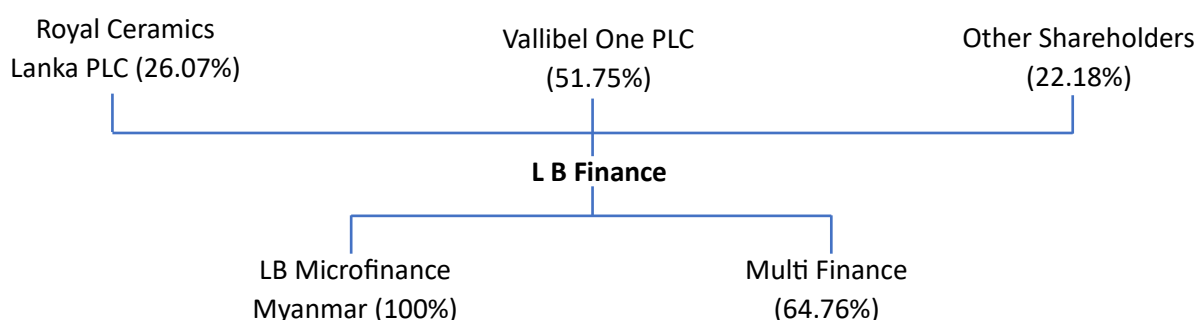 Royal Ceramics
Lanka PLC (26.07%)
Vallibel One PLC
(51.75%)
Other Shareholders
(22.18%)
L B Finance
LB Microfinance
Myanmar (100%)
Multi Finance
(64.76%)